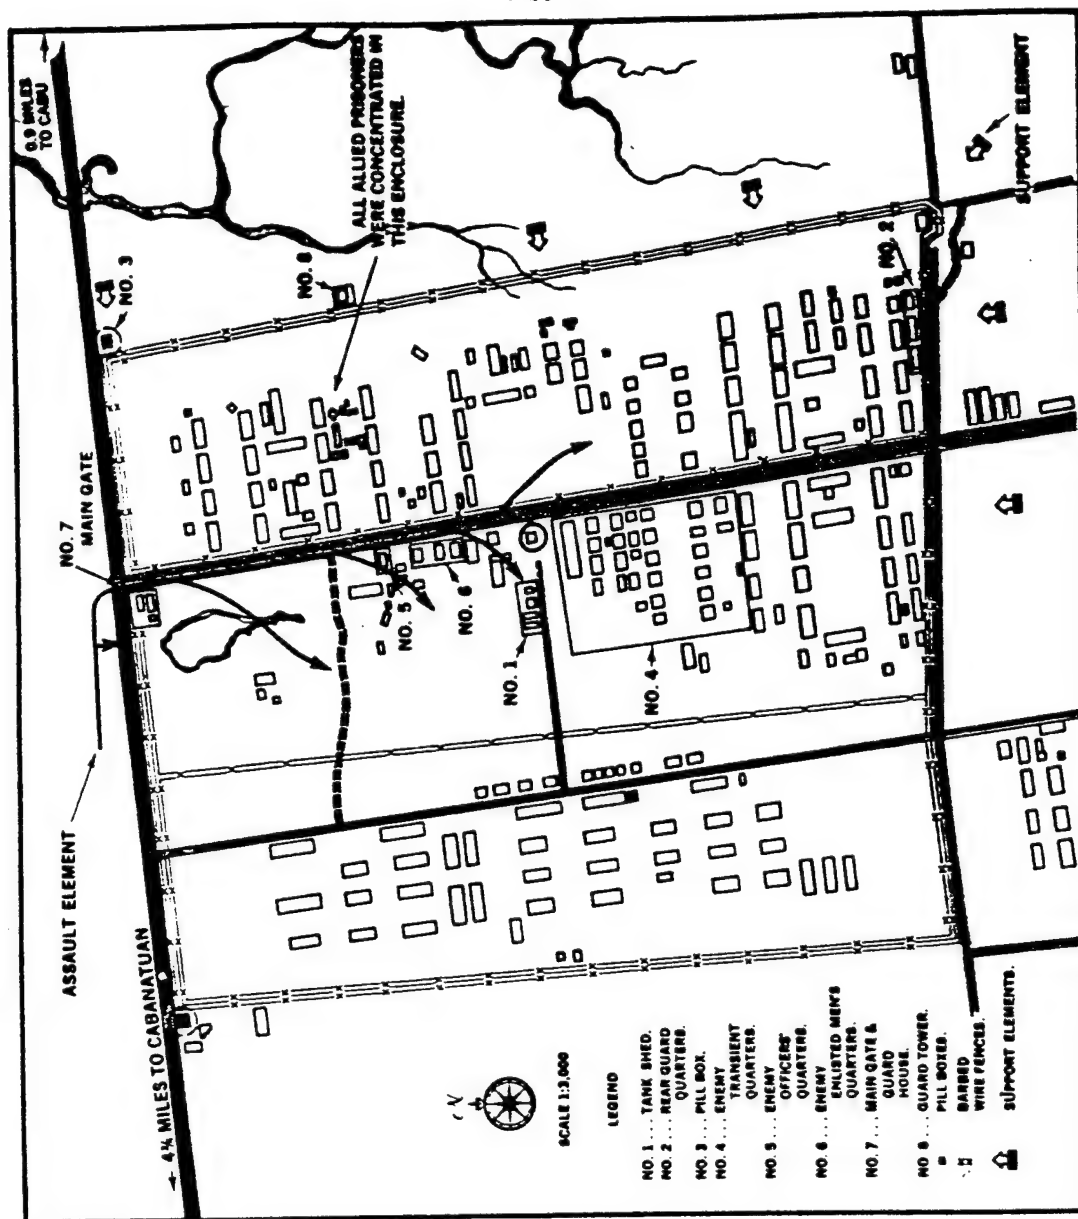 0.9 MILES
TO CABU
ALL ALLIED PRISONERS
WERE CONCENTRATED IN
THIS ENCLOSURE.
SUPPORT ELEMENT
NO. 3
NO. 8
NO. 2
NO. 7
MAIN GATE
NO. 5
NO. 6
NO. 1
NO. 4
ASSAULT ELEMENT
4¾ MILES TO CABANATUAN
N
SCALE 1:3,000
LEGEND
NO. 1 ... TANK SHED.
NO. 2 ... REAR GUARD
QUARTERS.
NO. 3 ... PILL BOX.
NO. 4 ... ENEMY
TRANSIENT
QUARTERS.
NO. 5 ... ENEMY
OFFICERS'
QUARTERS.
NO. 6 ... ENEMY
ENLISTED MEN'S
QUARTERS.
NO. 7 ... MAIN GATE &
GUARD
HOUSE.
NO 8 ... GUARD TOWER.
PILL BOXES.
BARBED
WIRE FENCES.
SUPPORT ELEMENTS.